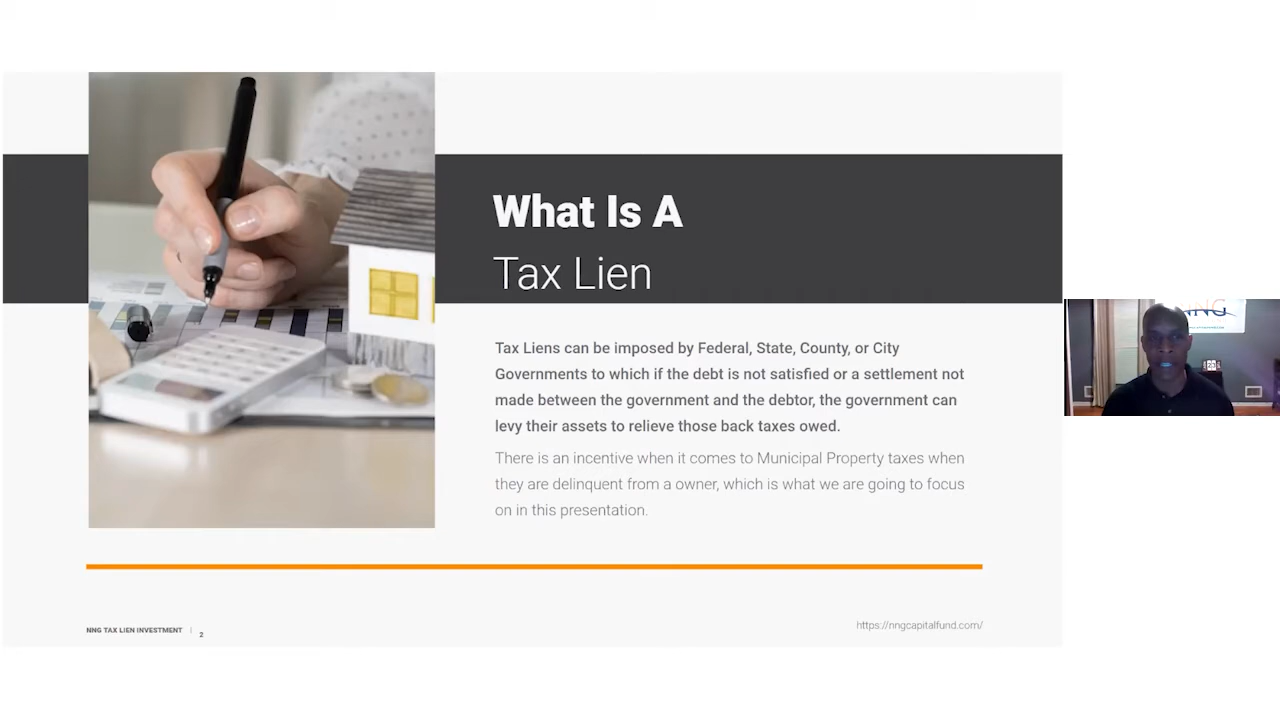 What Is A
Tax Lien
Tax Liens can be imposed by Federal, State, County, or City
Governments to which if the debt is not satisfied or a settlement not
made between the government and the debtor, the government can
levy their assets to relieve those back taxes owed.
There is an incentive when it comes to Municipal Property taxes when
they are delinquent from a owner, which is what we are going to focus
on in this presentation.
NNG TAX LIEN INVESTMENT | 2
https://nngcapitalfund.com/
NNG